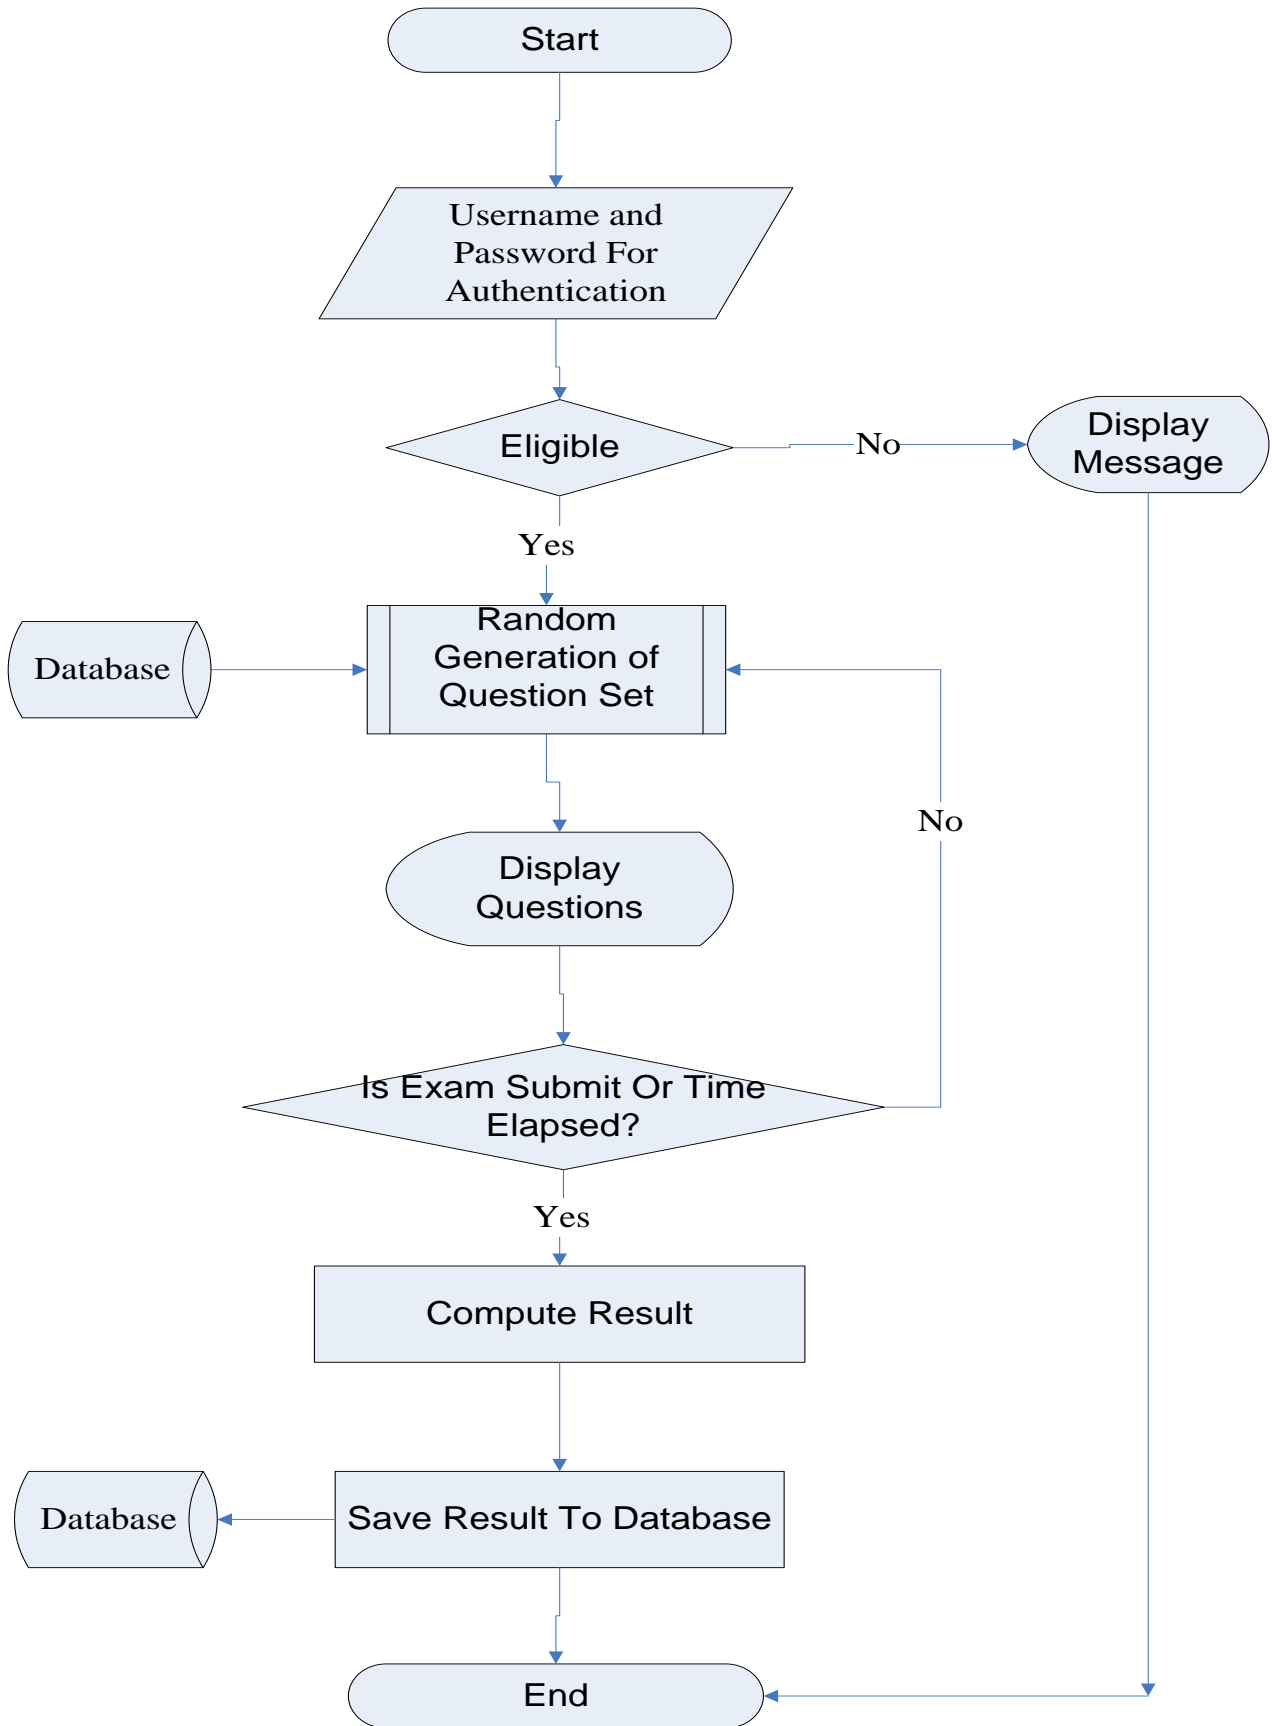 Start
Username and
Password For
Authentication
Eligible
No
Display
Message
Yes
Database
Random
Generation of
Question Set
No
Display
Questions
Is Exam Submit Or Time
Elapsed?
Yes
Compute Result
Database
Save Result To Database
End